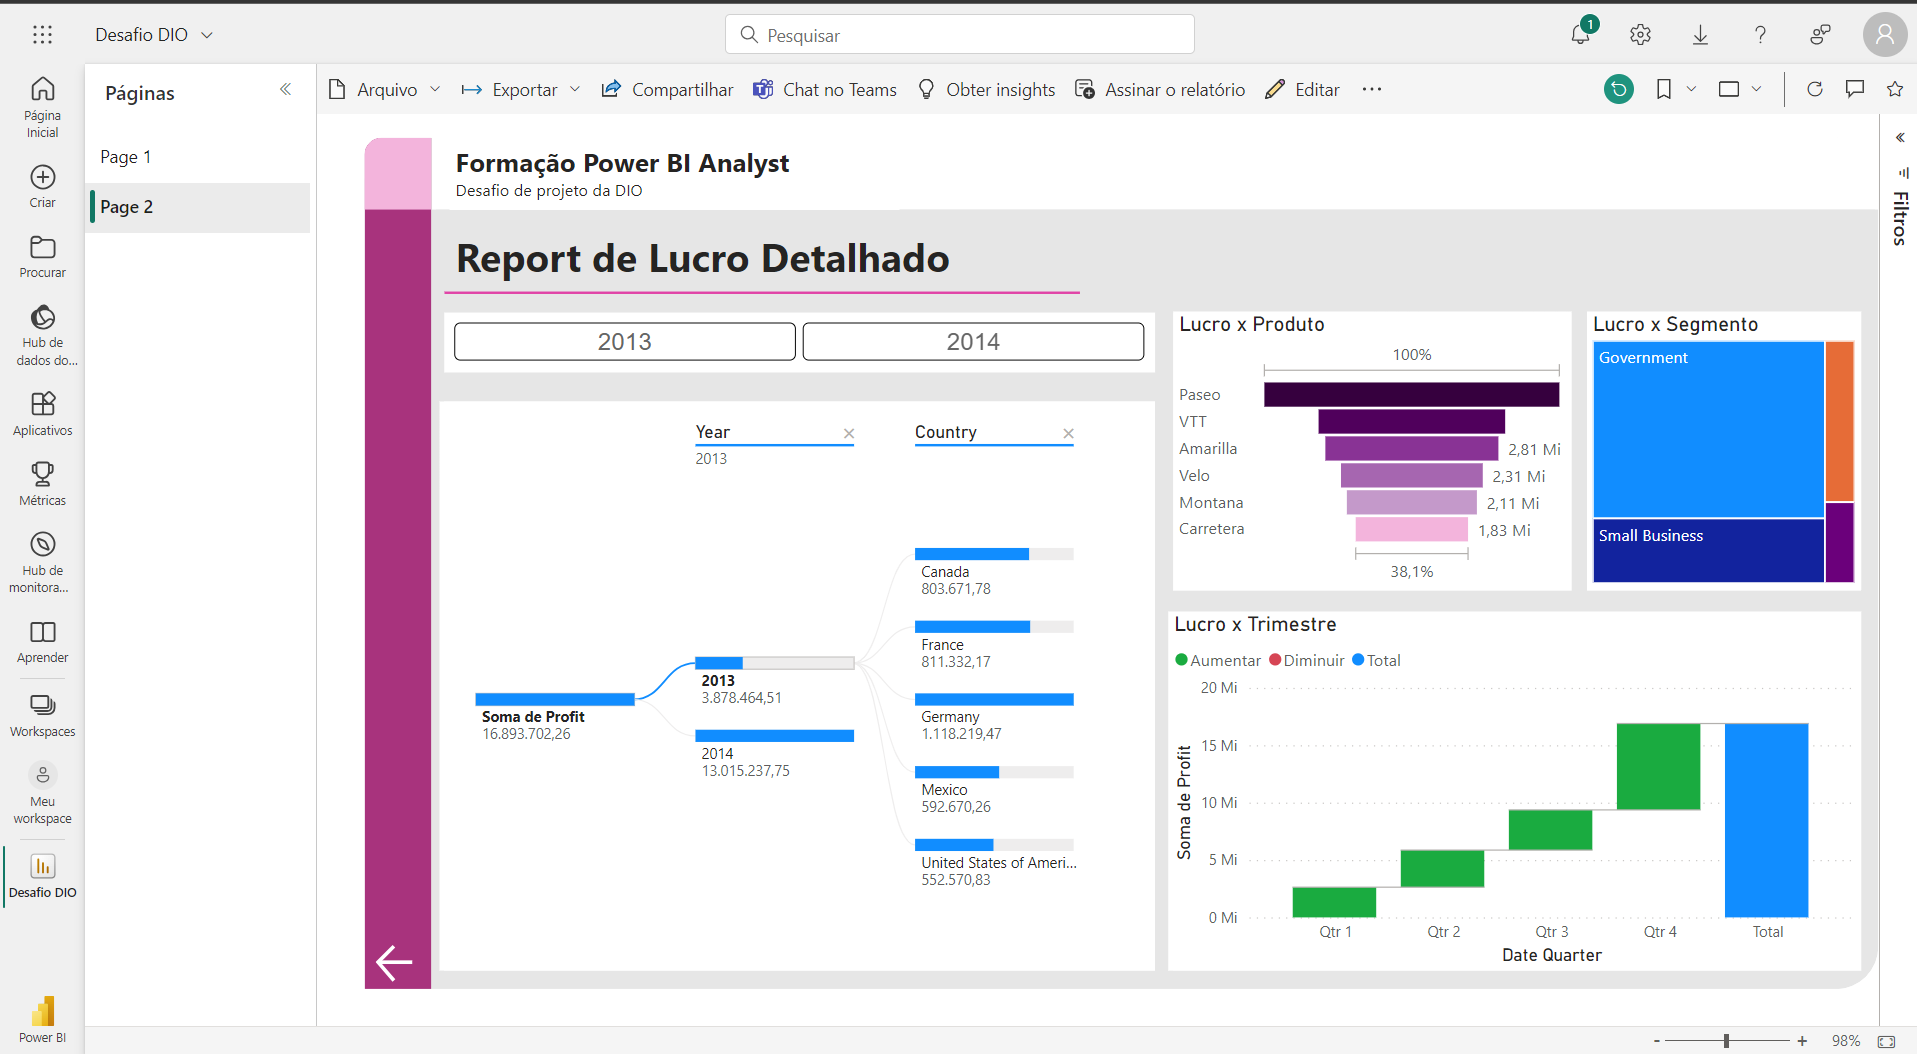 Desafio DIO
Pesquisar
1
Página
Inicial
Criar
Procurar
Hub de
dados do...
Aplicativos
Métricas
Hub de
monitora...
Aprender
Workspaces
Meu
workspace
Desafio DIO
Power BI
Páginas
Page 1
Page 2
Arquivo
Exportar
Compartilhar
Chat no Teams
Obter insights
Assinar o relatório
Editar
Filtros
Formação Power BI Analyst
Desafio de projeto da DIO
Report de Lucro Detalhado
2013
2014
Year
2013
Country
Soma de Profit
16.893.702,26
2013
3.878.464,51
2014
13.015.237,75
Canada
803.671,78
France
811.332,17
Germany
1.118.219,47
Mexico
592.670,26
United States of Ameri...
552.570,83
Lucro x Produto
100%
Paseo
VTT
Amarilla 2,81 Mi
Velo 2,31 Mi
Montana 2,11 Mi
Carretera 1,83 Mi
38,1%
Lucro x Segmento
Government
Small Business
Lucro x Trimestre
Aumentar Diminuir Total
Soma de Profit
20 Mi
15 Mi
10 Mi
5 Mi
0 Mi
Qtr 1 Qtr 2 Qtr 3 Qtr 4 Total
Date Quarter
- + 98%